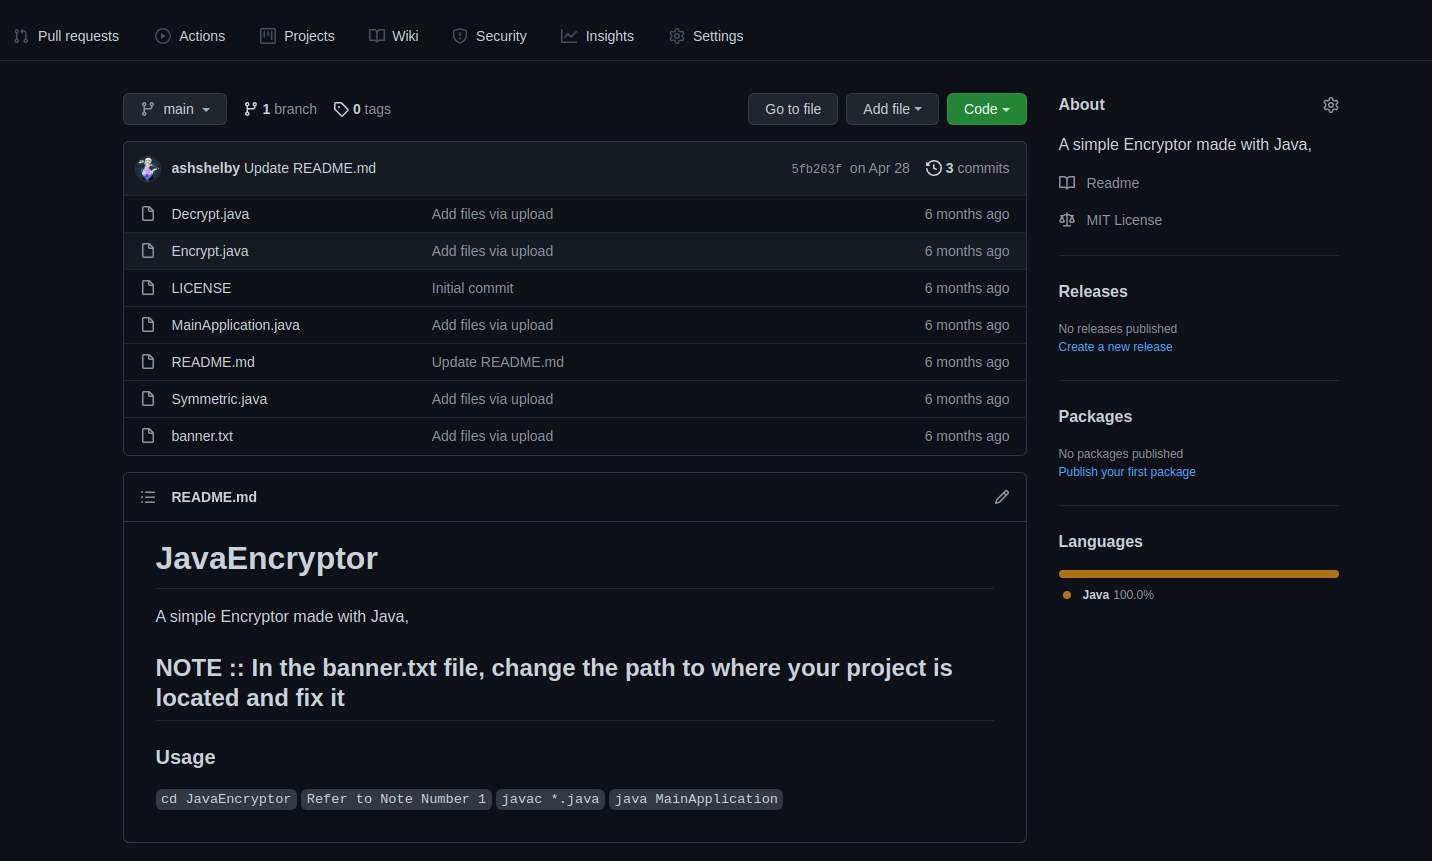 Pull requests Actions Projects Wiki Security Insights Settings
main 1 branch 0 tags Go to file Add file Code
ashshelby Update README.md 5fb263f on Apr 28 3 commits
Decrypt.java Add files via upload 6 months ago
Encrypt.java Add files via upload 6 months ago
LICENSE Initial commit 6 months ago
MainApplication.java Add files via upload 6 months ago
README.md Update README.md 6 months ago
Symmetric.java Add files via upload 6 months ago
banner.txt Add files via upload 6 months ago
README.md
JavaEncryptor
A simple Encryptor made with Java,
NOTE :: In the banner.txt file, change the path to where your project is
located and fix it
Usage
cd JavaEncryptor Refer to Note Number 1 javac *.java java MainApplication
About
A simple Encryptor made with Java,
Readme
MIT License
Releases
No releases published
Create a new release
Packages
No packages published
Publish your first package
Languages
Java 100.0%